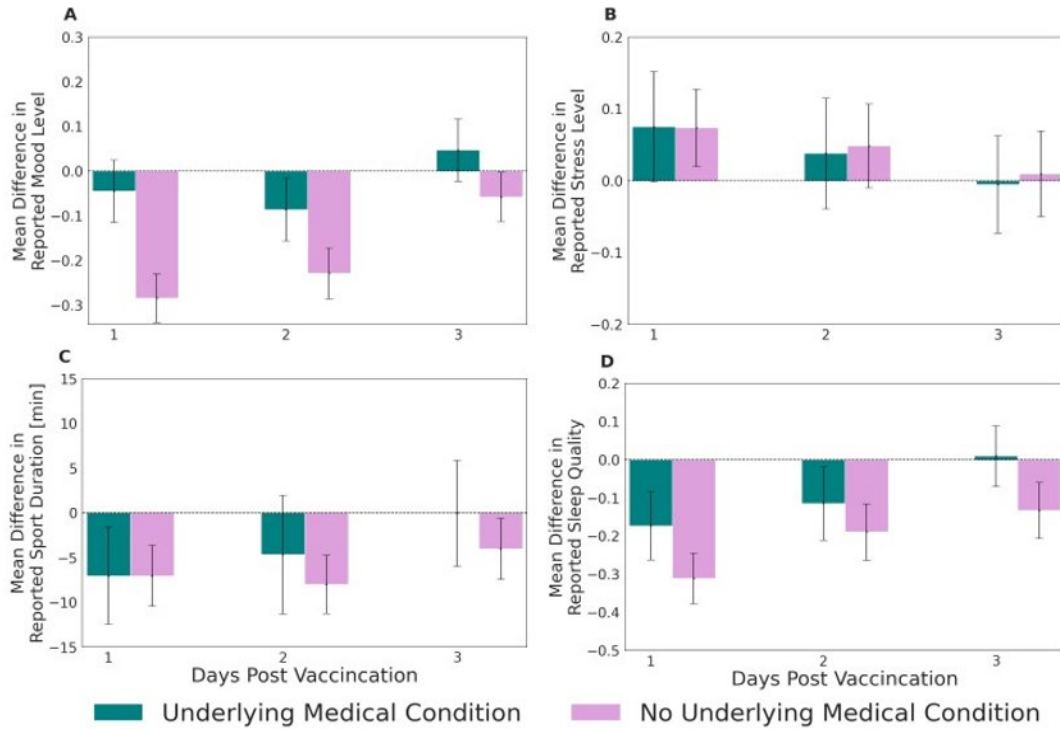 A
Mean Difference in
Reported Mood Level
0.3
0.2
0.1
0.0
−0.1
−0.2
−0.3
1
2
3
B
Mean Difference in
Reported Stress Level
0.2
0.1
0.0
−0.1
−0.2
1
2
3
C
Mean Difference in
Reported Sport Duration [min]
15
10
5
0
−5
−10
−15
1
2
3
Days Post Vaccincation
D
Mean Difference in
Reported Sleep Quality
0.2
0.1
0.0
−0.1
−0.2
−0.3
−0.4
−0.5
1
2
3
Days Post Vaccincation
Underlying Medical Condition
No Underlying Medical Condition